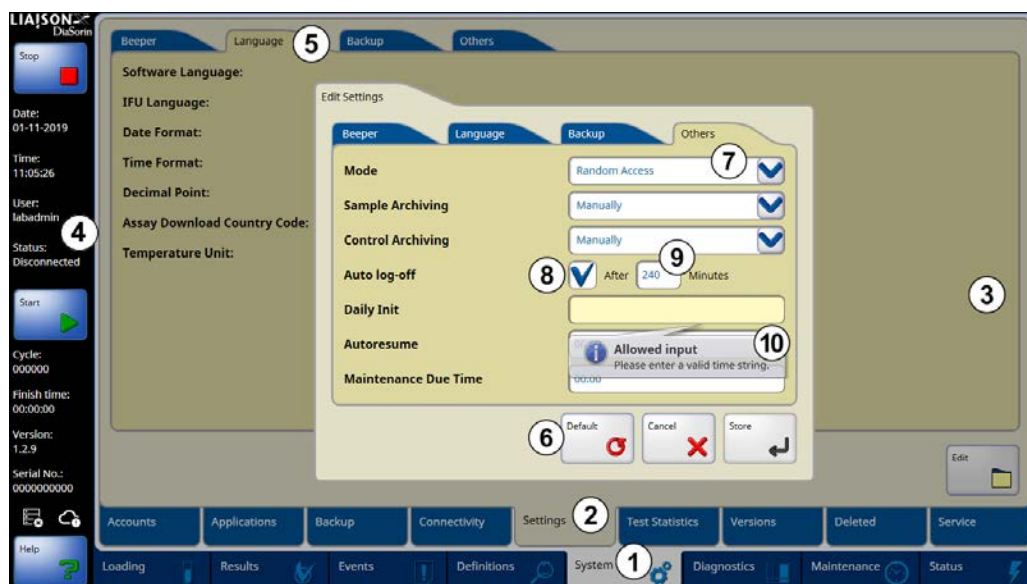 LIAISON XS
DiaSorin
Stop
Date:
01-11-2019
Time:
11:05:26
User:
labadmin
4
Status:
Disconnected
Start
Cycle:
000000
Finish time:
00:00:00
Version:
1.2.9
Serial No.:
0000000000
Help
Beeper Language 5 Backup Others
Software Language:
IFU Language:
Date Format:
Time Format:
Decimal Point:
Assay Download Country Code:
Temperature Unit:
3
Edit Settings
Beeper Language Backup Others
Mode Random Access 7
Sample Archiving Manually
Control Archiving Manually
Auto log-off 8 After 240 9 Minutes
Daily Init
Autoresume
Allowed input 10
Please enter a valid time string.
Maintenance Due Time 00:00
6 Default Cancel Store
Edit
Accounts Applications Backup Connectivity Settings 2 Test Statistics Versions Deleted Service
Loading Results Events Definitions System 1 Diagnostics Maintenance Status